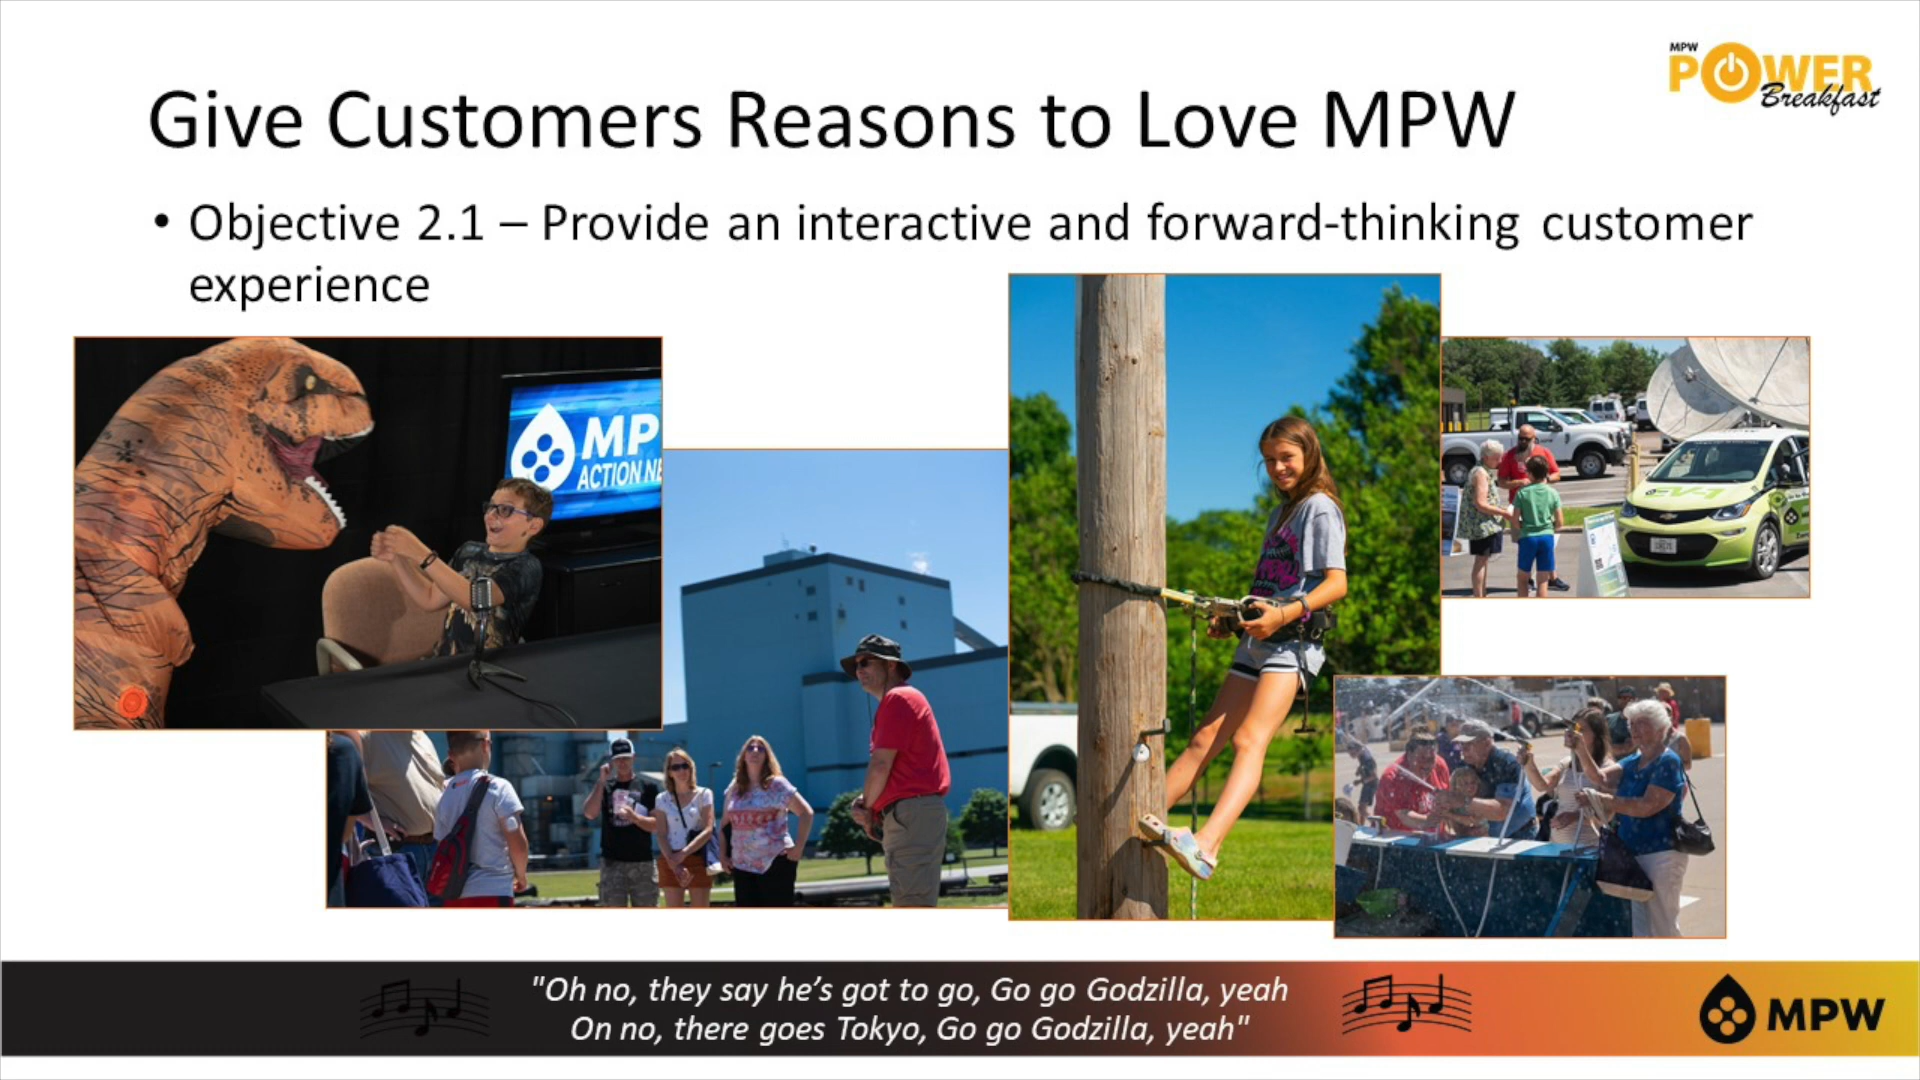 MPW
POWER
Breakfast
Give Customers Reasons to Love MPW
• Objective 2.1 – Provide an interactive and forward-thinking customer
experience
MP
ACTION NE
EV-1
"Oh no, they say he's got to go, Go go Godzilla, yeah
On no, there goes Tokyo, Go go Godzilla, yeah"
MPW